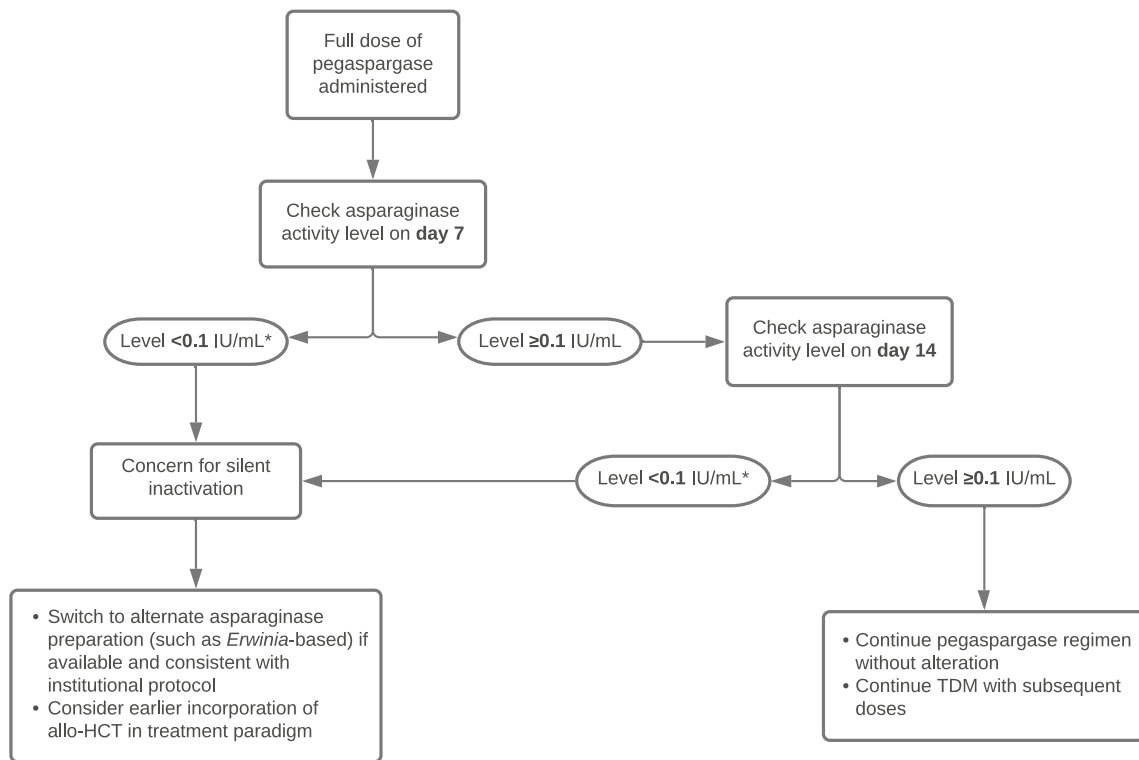 Full dose of
pegaspargase
administered
Check asparaginase
activity level on day 7
Level <0.1 IU/mL*
Level ≥0.1 IU/mL
Check asparaginase
activity level on day 14
Concern for silent
inactivation
Level <0.1 IU/mL*
Level ≥0.1 IU/mL
• Switch to alternate asparaginase
preparation (such as Erwinia-based) if
available and consistent with
institutional protocol
• Consider earlier incorporation of
allo-HCT in treatment paradigm
• Continue pegaspargase regimen
without alteration
• Continue TDM with subsequent
doses